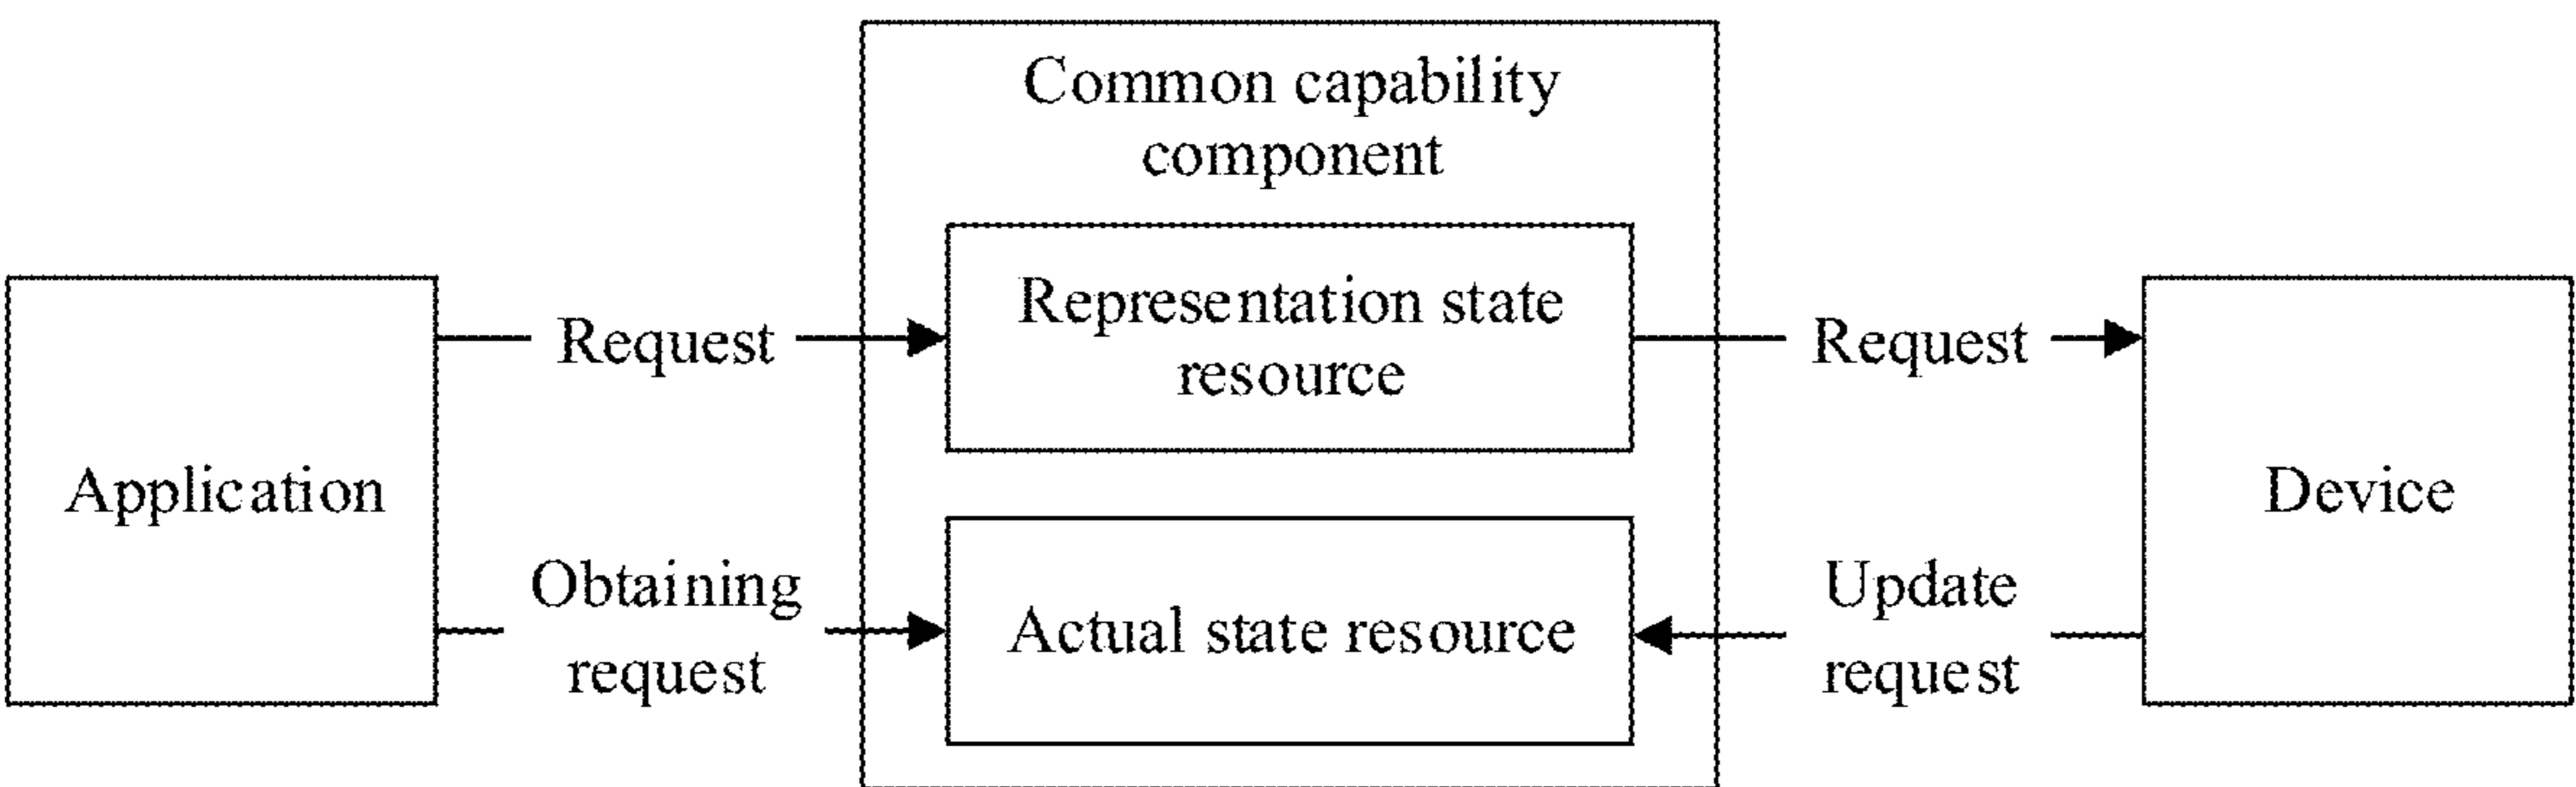 Common capability
component
Application
Request
Representation state
resource
Request
Device
Obtaining
request
Actual state resource
Update
request